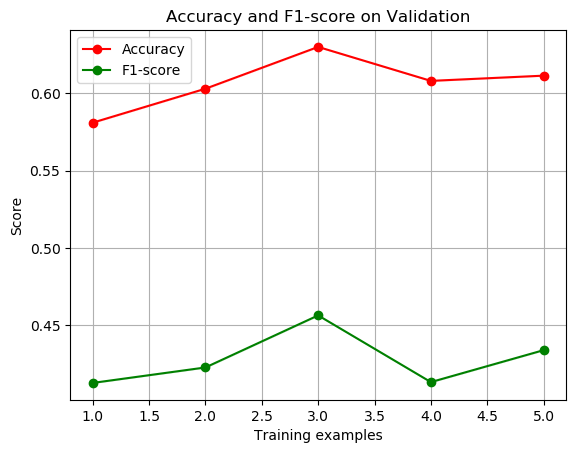 Accuracy and F1-score on Validation
Accuracy
F1-score
0.60
0.55
0.50
0.45
Score
1.0 1.5 2.0 2.5 3.0 3.5 4.0 4.5 5.0
Training examples